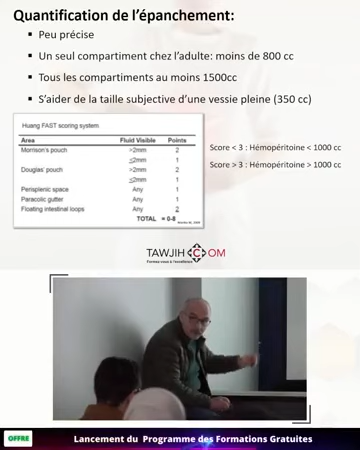 Quantification de l'épanchement:
▪ Peu précise
▪ Un seul compartiment chez l'adulte: moins de 800 cc
▪ Tous les compartiments au moins 1500cc
▪ S'aider de la taille subjective d'une vessie pleine (350 cc)
Huang FAST scoring system
Area Fluid Visible Points
Morrison's pouch >2mm 2
≤2mm 1
Douglas' pouch >2mm 2
≤2mm 1
Perisplenic space Any 1
Paracolic gutter Any 1
Floating intestinal loops Any 2
TOTAL = 0-8
Score < 3 : Hémopéritoine < 1000 cc
Score > 3 : Hémopéritoine > 1000 cc
TAWJIH C OM
Formez-vous à l'excellence
OFFRE
Lancement du Programme des Formations Gratuites